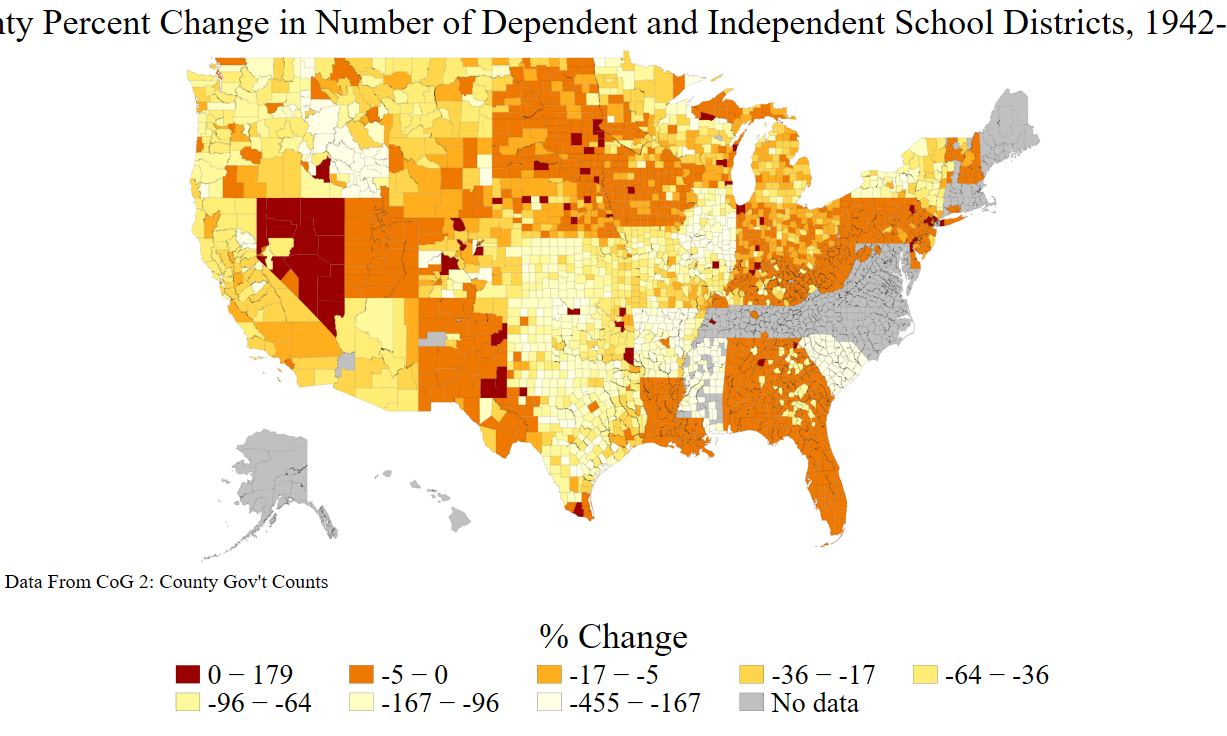 nty Percent Change in Number of Dependent and Independent School Districts, 1942-
Data From CoG 2: County Gov't Counts
% Change
0 − 179 -5 − 0 -17 − -5 -36 − -17 -64 − -36
-96 − -64 -167 − -96 -455 − -167 No data